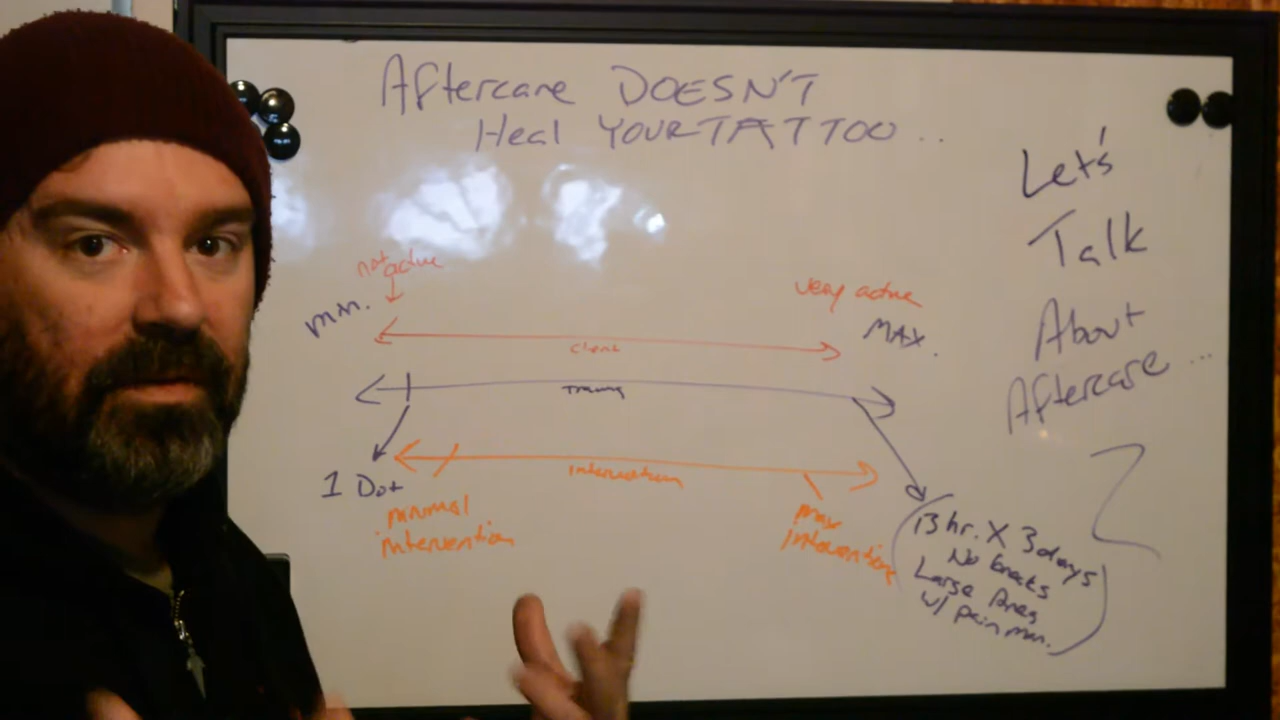 Aftercare DOESN'T
Heal YOUR TATTOO ...
Let's
Talk
About
Aftercare ...
not active
very active
min.
MAX.
client
Trauma
intervention
1 Dot
minimal
intervention
max
intervention
13 hr. X 3 days
No breaks
Large Area
w/ pain man.